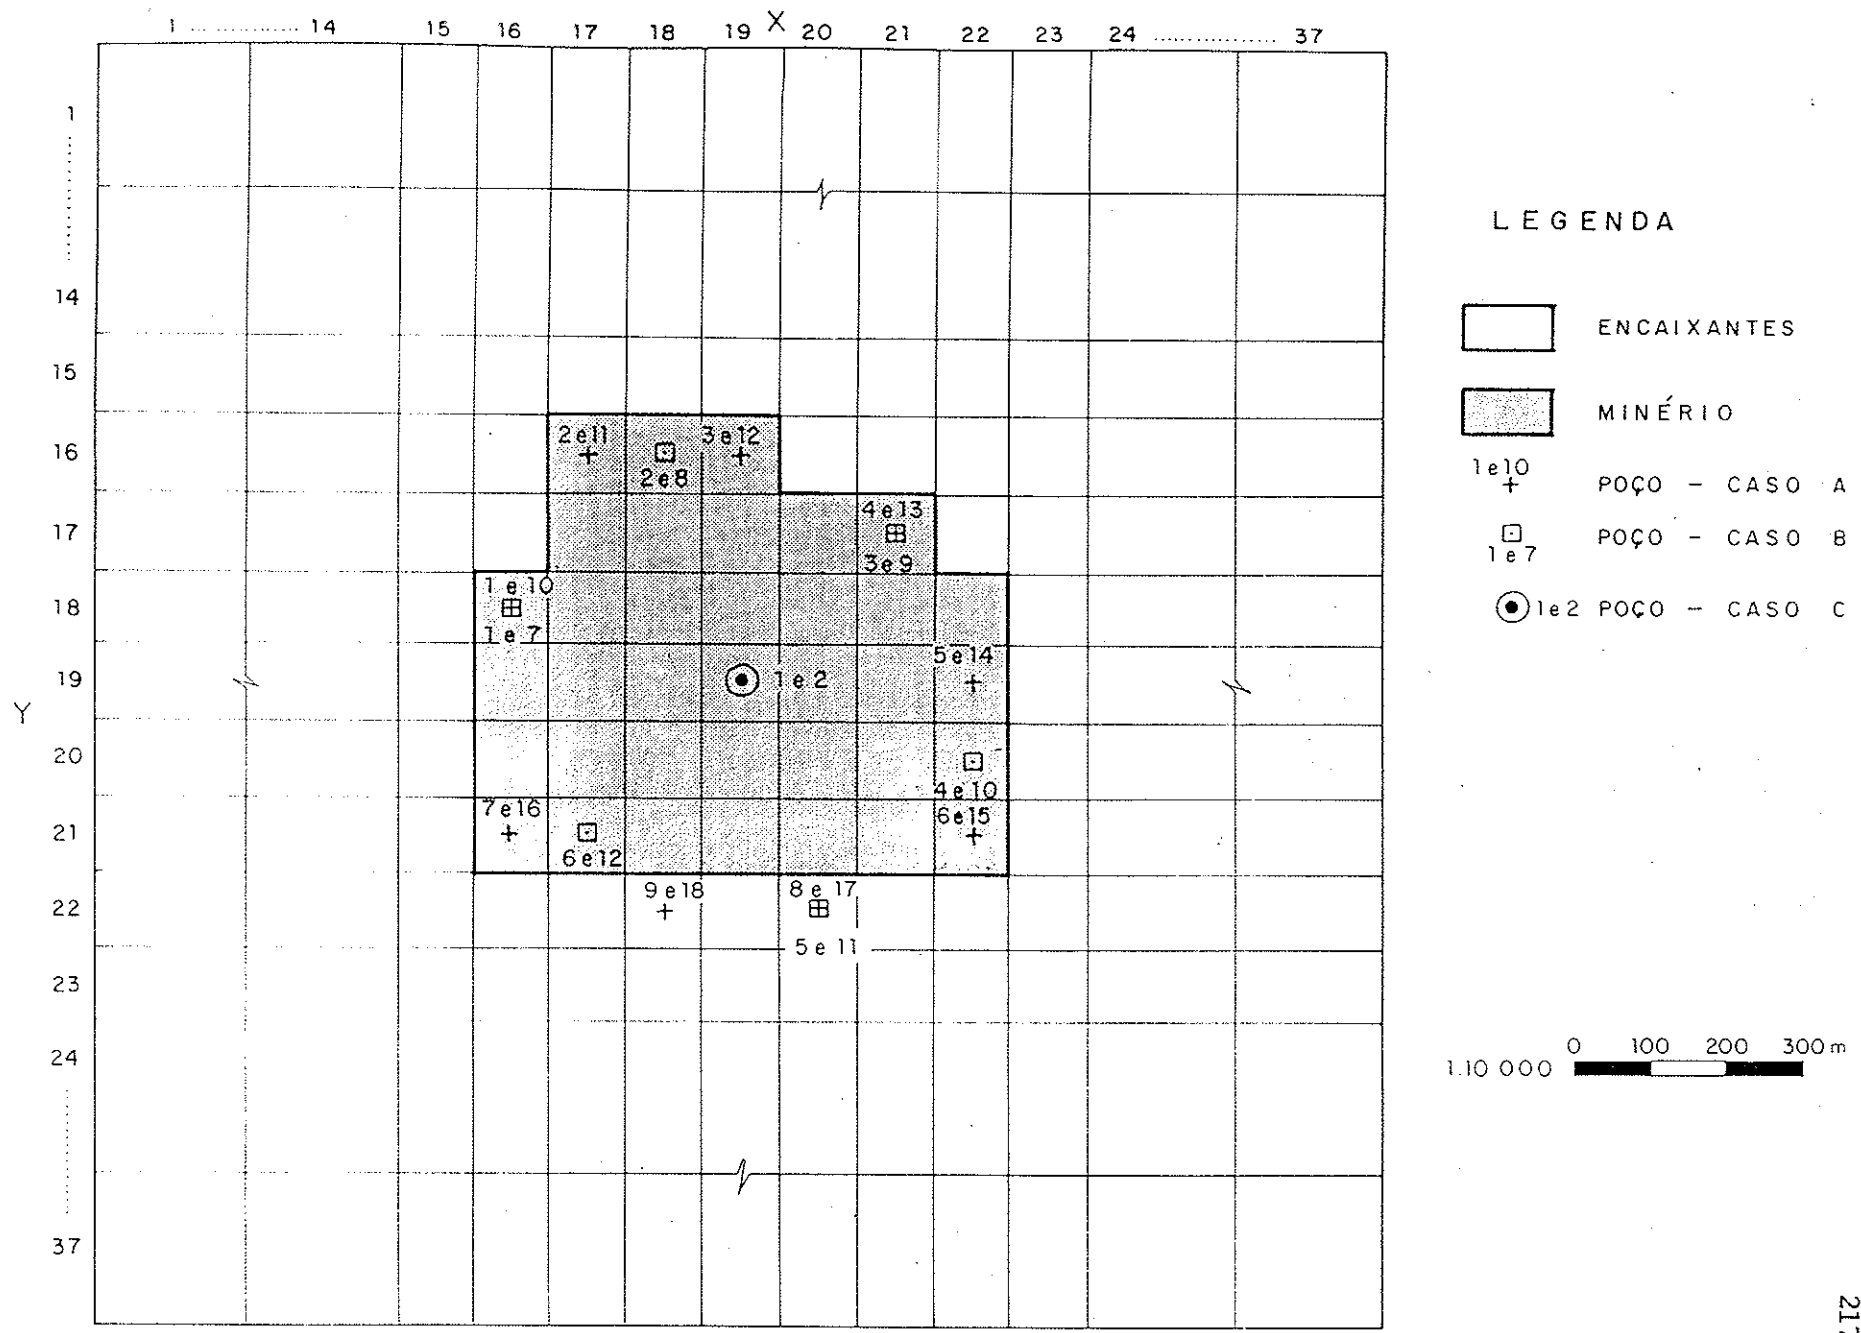 1 ............... 14 15 16 17 18 19 X 20 21 22 23 24 ............... 37
1
14
15
16
17
18
19
Y
20
21
22
23
24
37
2 e 11
3 e 12
2 e 8
4 e 13
3 e 9
1 e 10
1 e 7
5 e 14
1 e 2
4 e 10
7 e 16
6 e 15
6 e 12
9 e 18
8 e 17
5 e 11
LEGENDA
ENCAIXANTES
MINÉRIO
1 e 10
POÇO - CASO A
POÇO - CASO B
1 e 7
1 e 2 POÇO - CASO C
0 100 200 300 m
1.10 000